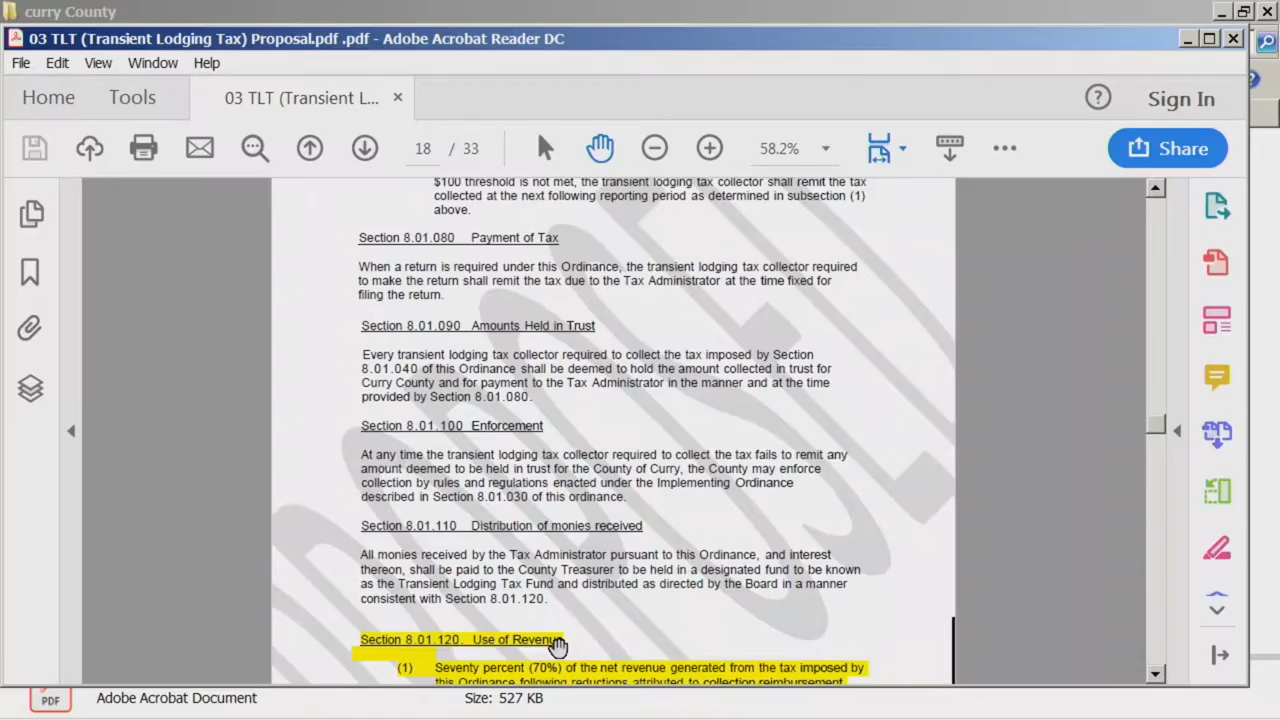 curry County
03 TLT (Transient Lodging Tax) Proposal.pdf .pdf - Adobe Acrobat Reader DC
File Edit View Window Help
Home Tools 03 TLT (Transient L... Sign In
18 / 33 58.2% Share
$100 threshold is not met, the transient lodging tax collector shall remit the tax
collected at the next following reporting period as determined in subsection (1)
above.
Section 8.01.080 Payment of Tax
When a return is required under this Ordinance, the transient lodging tax collector required
to make the return shall remit the tax due to the Tax Administrator at the time fixed for
filing the return.
Section 8.01.090 Amounts Held in Trust
Every transient lodging tax collector required to collect the tax imposed by Section
8.01.040 of this Ordinance shall be deemed to hold the amount collected in trust for
Curry County and for payment to the Tax Administrator in the manner and at the time
provided by Section 8.01.080.
Section 8.01.100 Enforcement
At any time the transient lodging tax collector required to collect the tax fails to remit any
amount deemed to be held in trust for the County of Curry, the County may enforce
collection by rules and regulations enacted under the Implementing Ordinance
described in Section 8.01.030 of this ordinance.
Section 8.01.110 Distribution of monies received
All monies received by the Tax Administrator pursuant to this Ordinance, and interest
thereon, shall be paid to the County Treasurer to be held in a designated fund to be known
as the Transient Lodging Tax Fund and distributed as directed by the Board in a manner
consistent with Section 8.01.120.
Section 8.01.120. Use of Revenue
(1) Seventy percent (70%) of the net revenue generated from the tax imposed by
this Ordinance following reductions attributed to collection reimbursement
PDF Adobe Acrobat Document Size: 527 KB